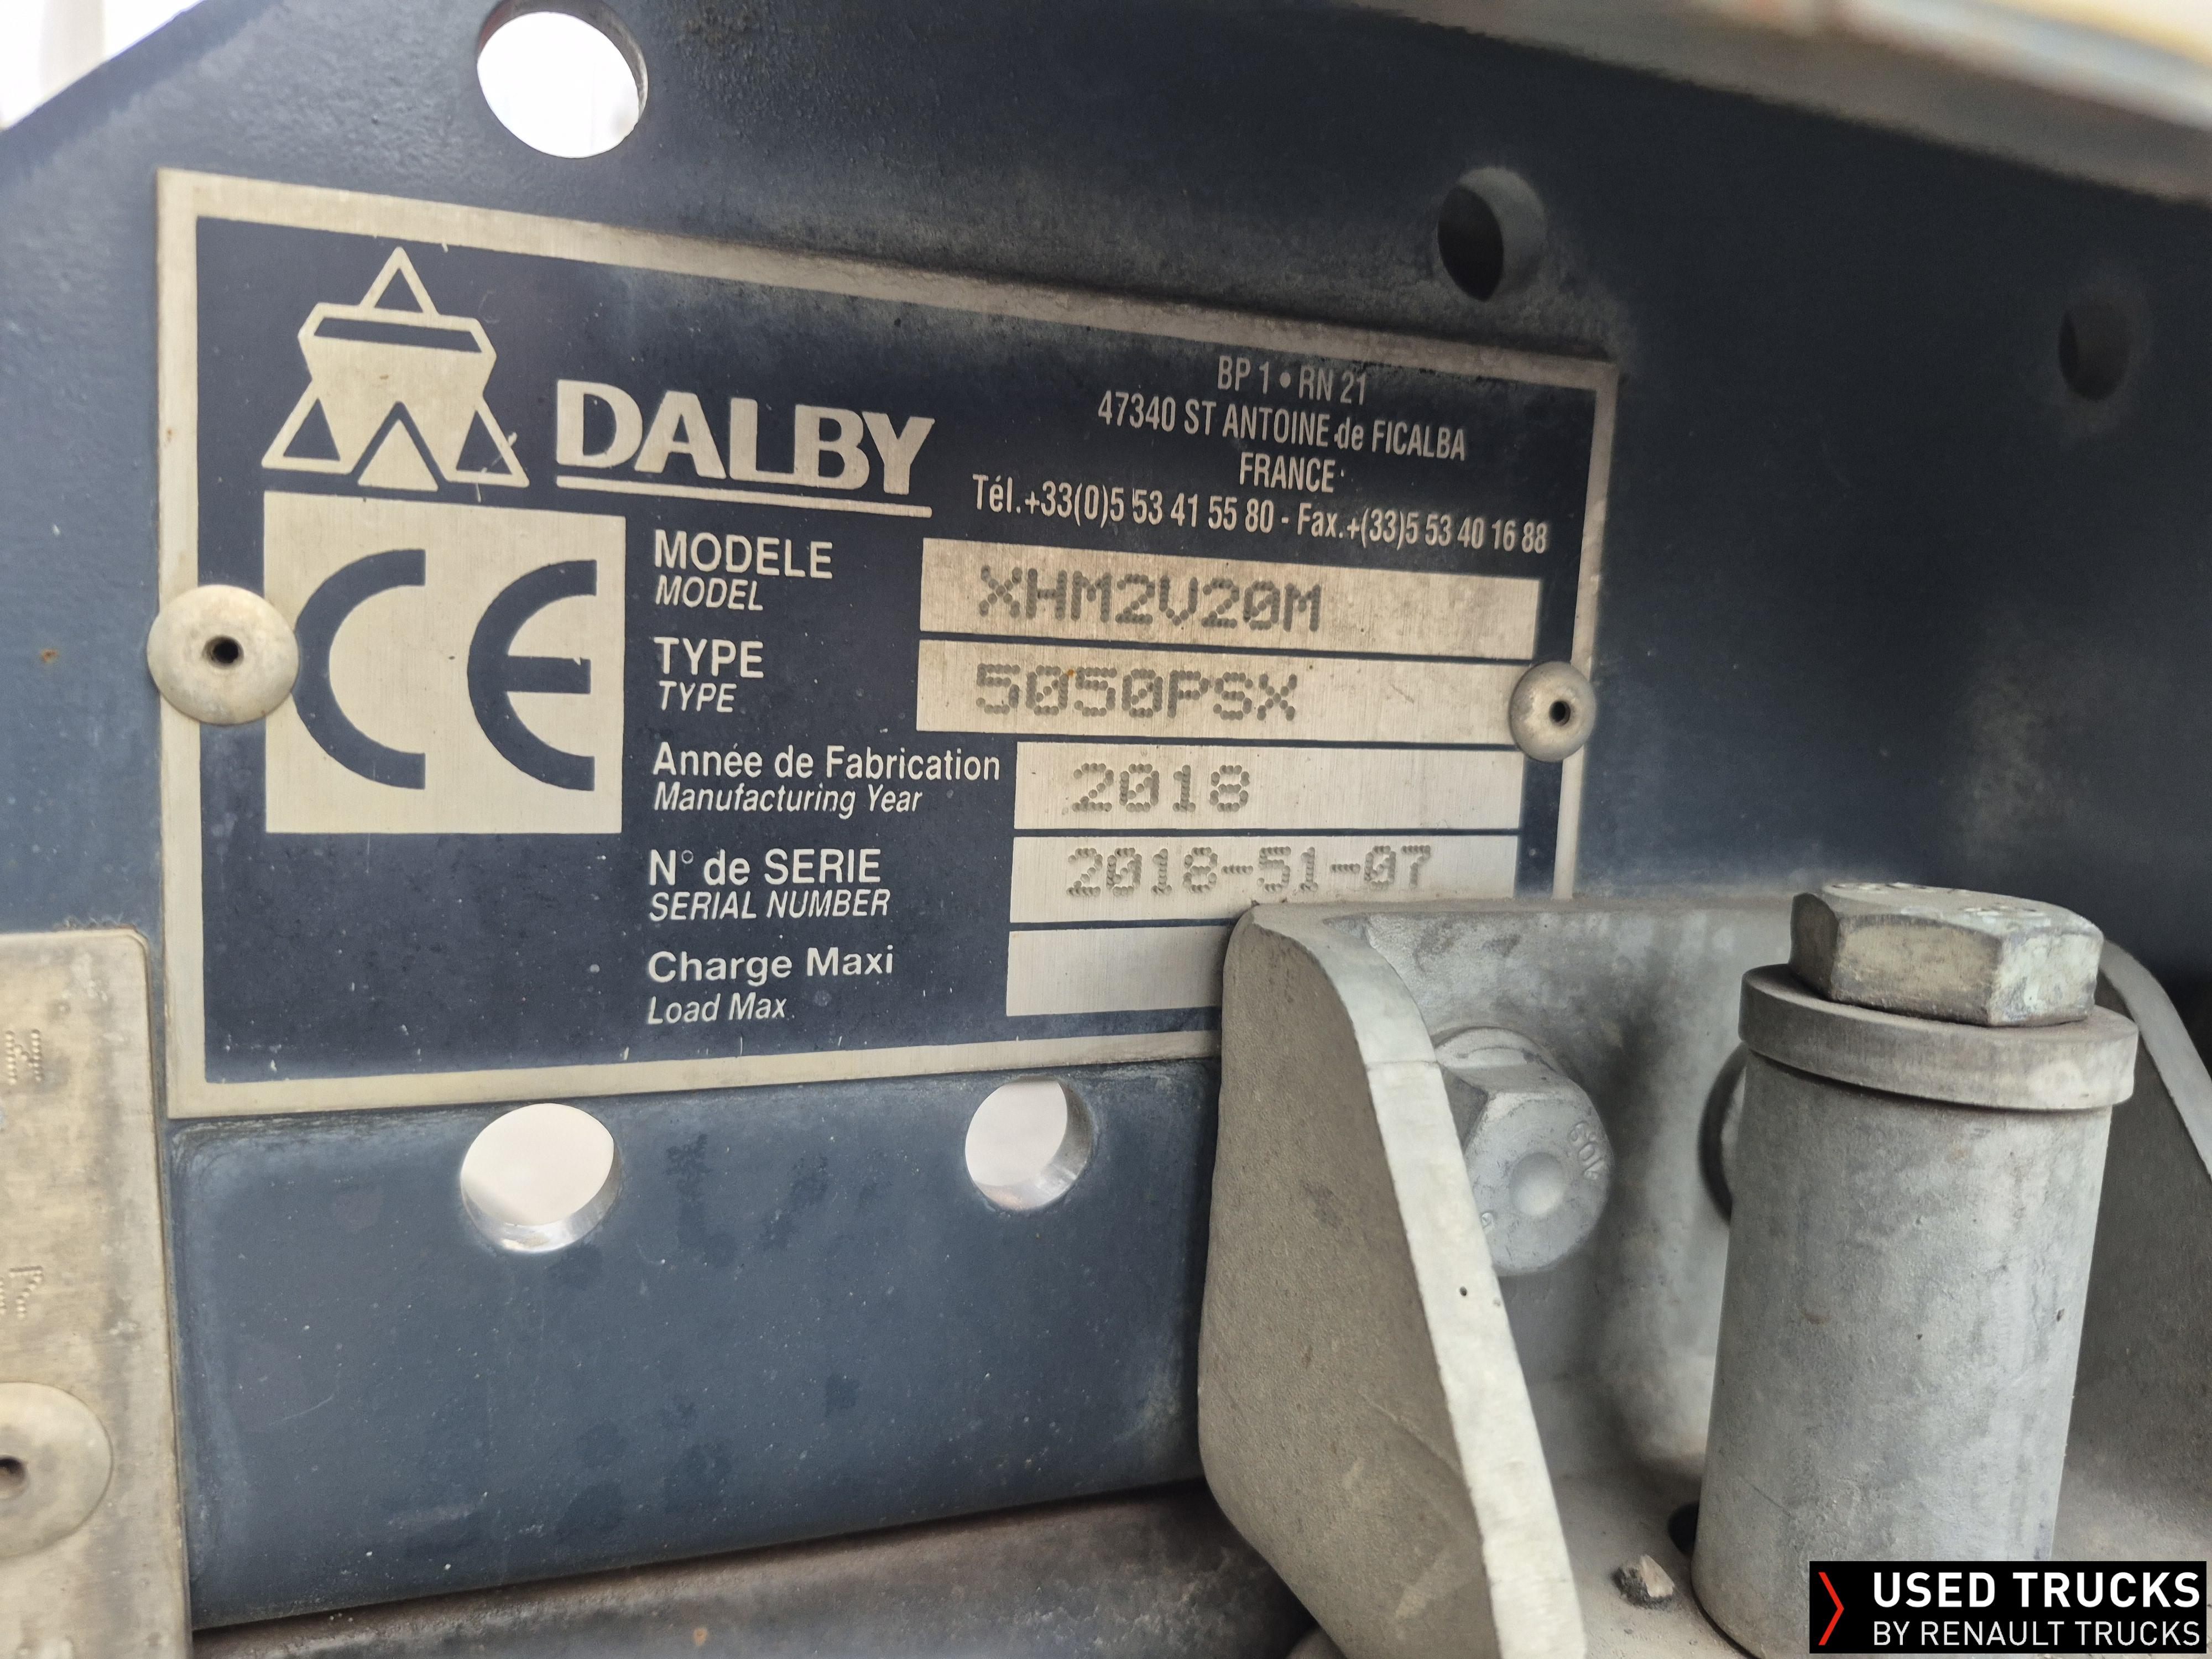 DALBY
BP 1 • RN 21
47340 ST ANTOINE de FICALBA
FRANCE
Tél.+33(0)5 53 41 55 80 - Fax.+(33)5 53 40 16 88
CE
MODELE XHM2V20M
MODEL
TYPE 5050PSX
TYPE
Année de Fabrication 2018
Manufacturing Year
N° de SERIE 2018-51-07
SERIAL NUMBER
Charge Maxi
Load Max
USED TRUCKS
BY RENAULT TRUCKS